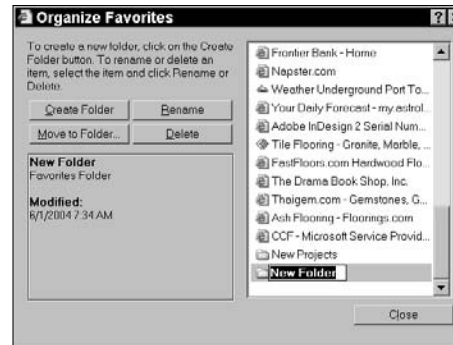 Organize Favorites
To create a new folder, click on the Create
Folder button. To rename or delete an
item, select the item and click Rename or
Delete.
Create Folder
Rename
Move to Folder...
Delete
New Folder
Favorites Folder
Modified:
6/1/2004 7:34 AM
Frontier Bank - Home
Napster.com
Weather Underground Port To...
Your Daily Forecast - my astrol...
Adobe InDesign 2 Serial Num...
Tile Flooring - Granite, Marble, ...
FastFloors.com Hardwood Flo...
The Drama Book Shop, Inc.
Thaigem.com - Gemstones, G...
Ash Flooring - Floorings.com
CCF - Microsoft Service Provid...
New Projects
New Folder
Close